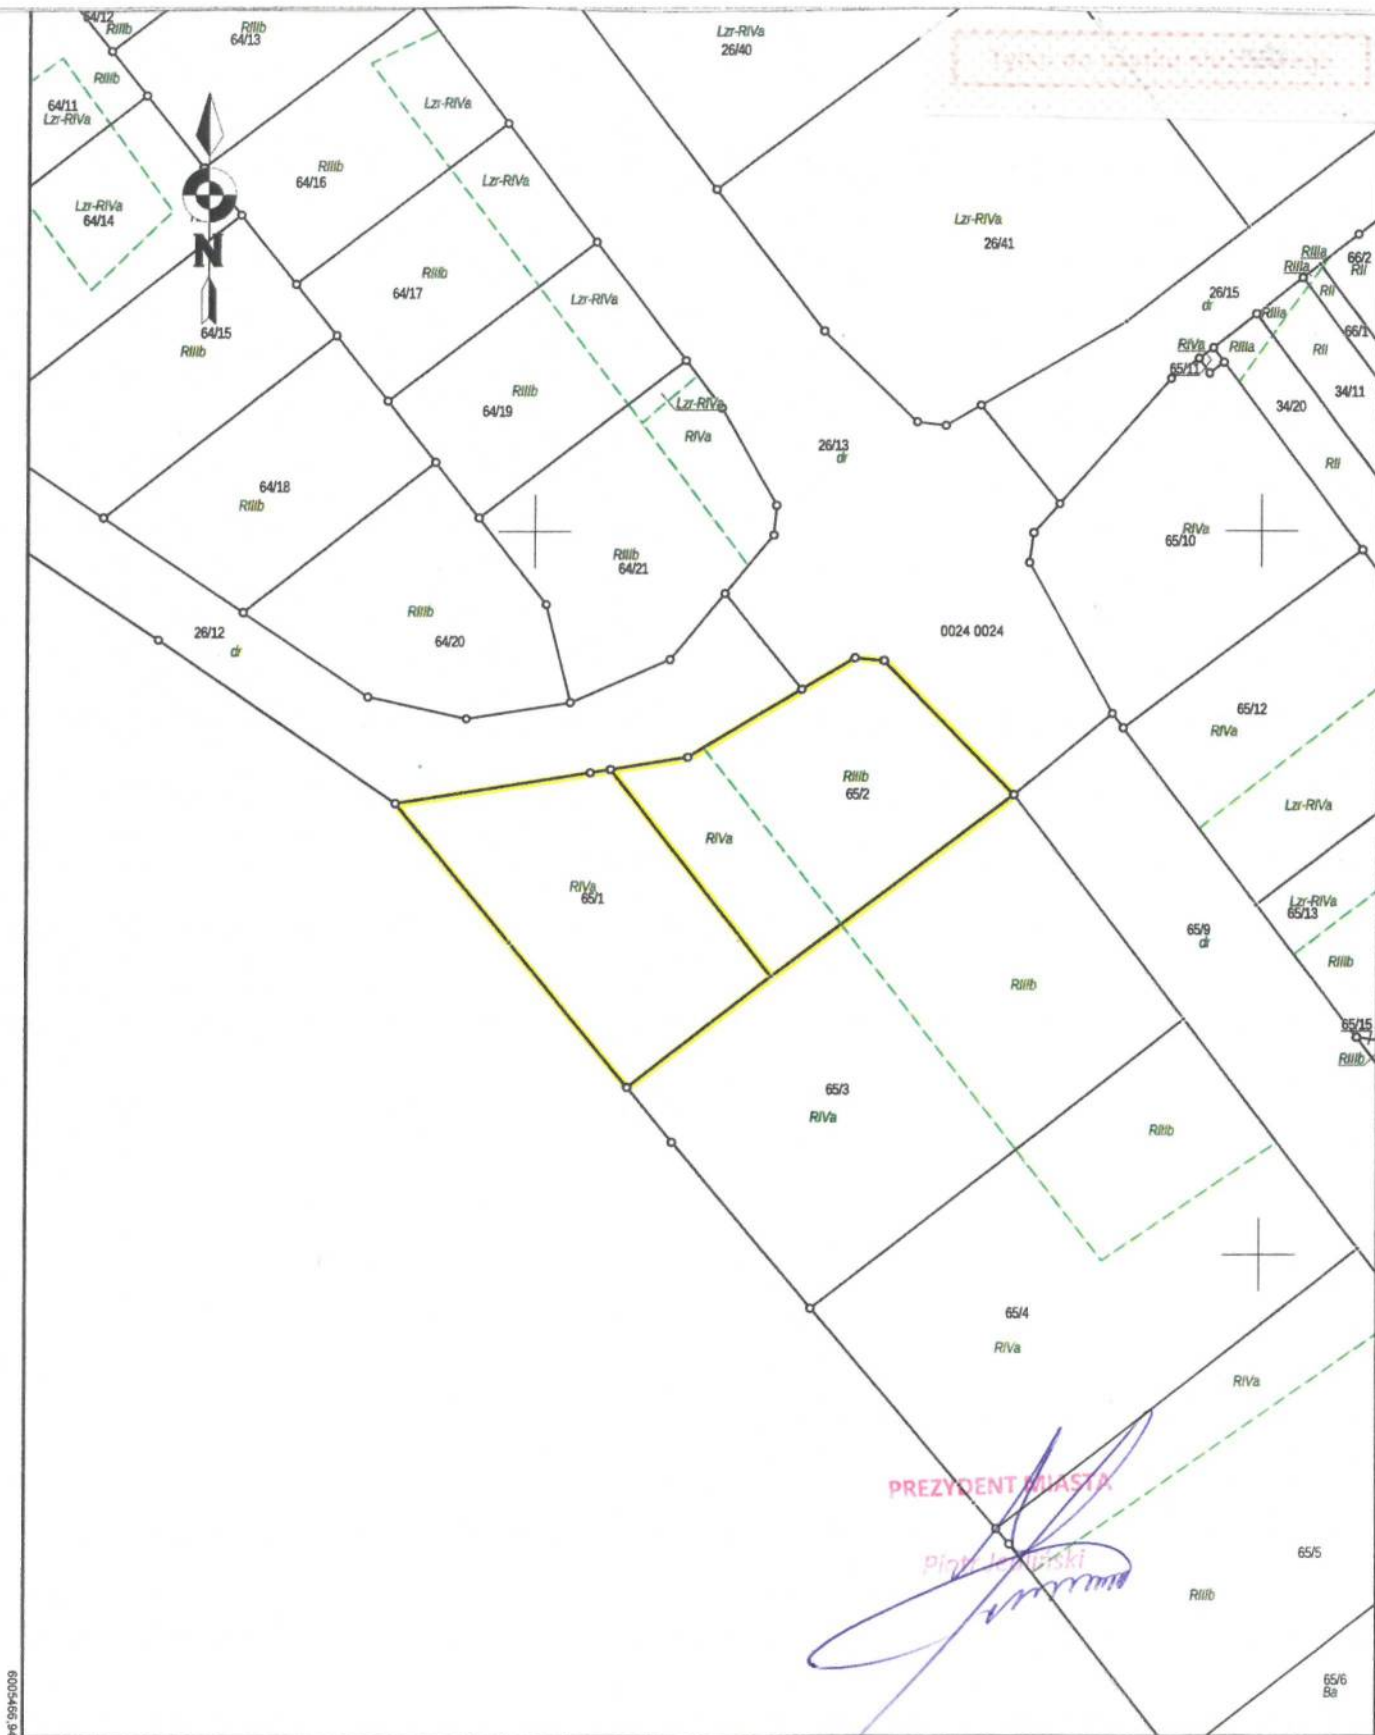 64/12
RIIIb
RIIIb
64/13
Lzr-RIVa
26/40
RIIIb
64/11
Lzr-RIVa
Lzr-RIVa
RIIIb
64/16
Lzr-RIVa
Lzr-RIVa
64/14
Lzr-RIVa
26/41
N
RIIIb
64/17
Lzr-RIVa
66/2
RII
RIIIa
RIIIa
RII
26/15
dr
RIIIa
64/15
RIIIb
66/1
RIVa
RIIIa
RII
65/11
RIIIb
64/19
Lzr-RIVa
RIVa
34/20
34/11
26/13
dr
RII
64/18
RIIIb
RIVa
65/10
RIIIb
64/21
RIIIb
64/20
26/12
dr
0024 0024
65/12
RIVa
RIIIb
65/2
Lzr-RIVa
RIVa
RIVa
65/1
Lzr-RIVa
65/13
65/9
dr
RIIIb
RIIIb
65/15
RIIIb
65/3
RIVa
RIIIb
65/4
RIVa
RIVa
PREZYDENT MIASTA
65/5
RIIIb
65/6
Ba